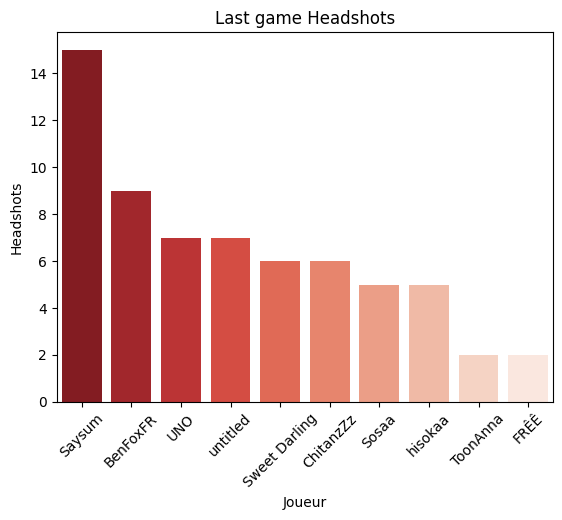 Last game Headshots
Headshots
14
12
10
8
6
4
2
0
Saysum
BenFoxFR
UNO
untitled
Sweet Darling
ChitanzZz
Sosaa
hisokaa
ToonAnna
FRÈÈ
Joueur